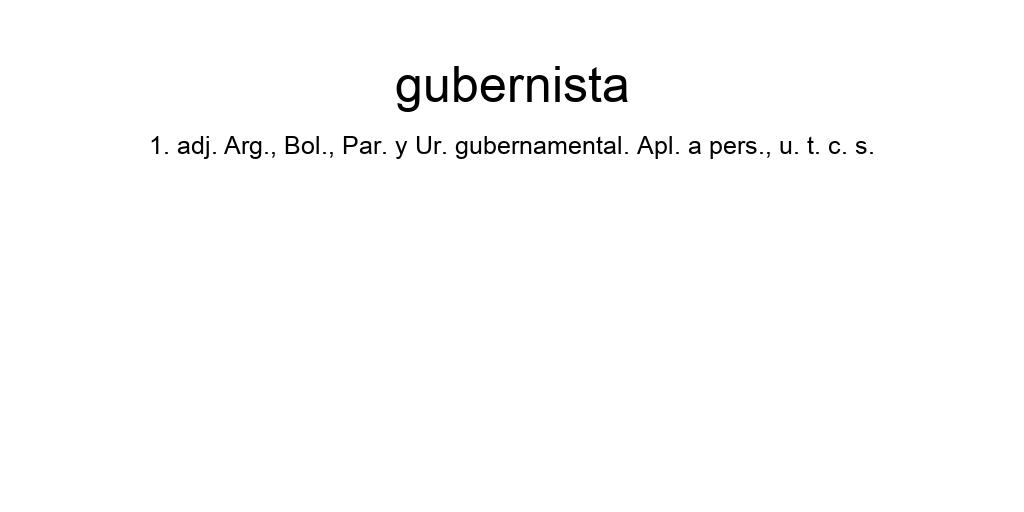 gubernista
1. adj. Arg., Bol., Par. y Ur. gubernamental. Apl. a pers., u. t. c. s.